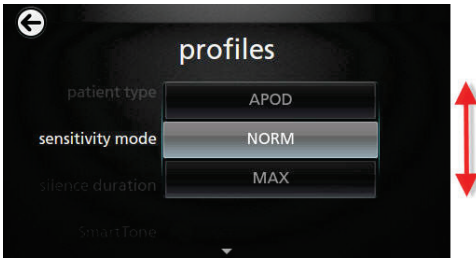 profiles
patient type
APOD
sensitivity mode
NORM
silence duration
MAX
SmartTone